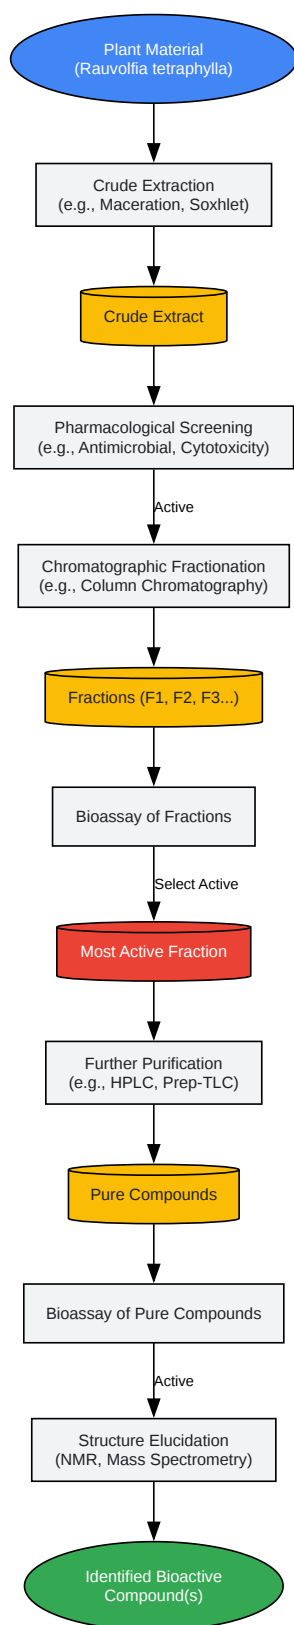 Plant Material
(Rauvolfia tetraphylla)
Crude Extraction
(e.g., Maceration, Soxhlet)
Crude Extract
Pharmacological Screening
(e.g., Antimicrobial, Cytotoxicity)
Active
Chromatographic Fractionation
(e.g., Column Chromatography)
Fractions (F1, F2, F3...)
Bioassay of Fractions
Select Active
Most Active Fraction
Further Purification
(e.g., HPLC, Prep-TLC)
Pure Compounds
Bioassay of Pure Compounds
Active
Structure Elucidation
(NMR, Mass Spectrometry)
Identified Bioactive
Compound(s)